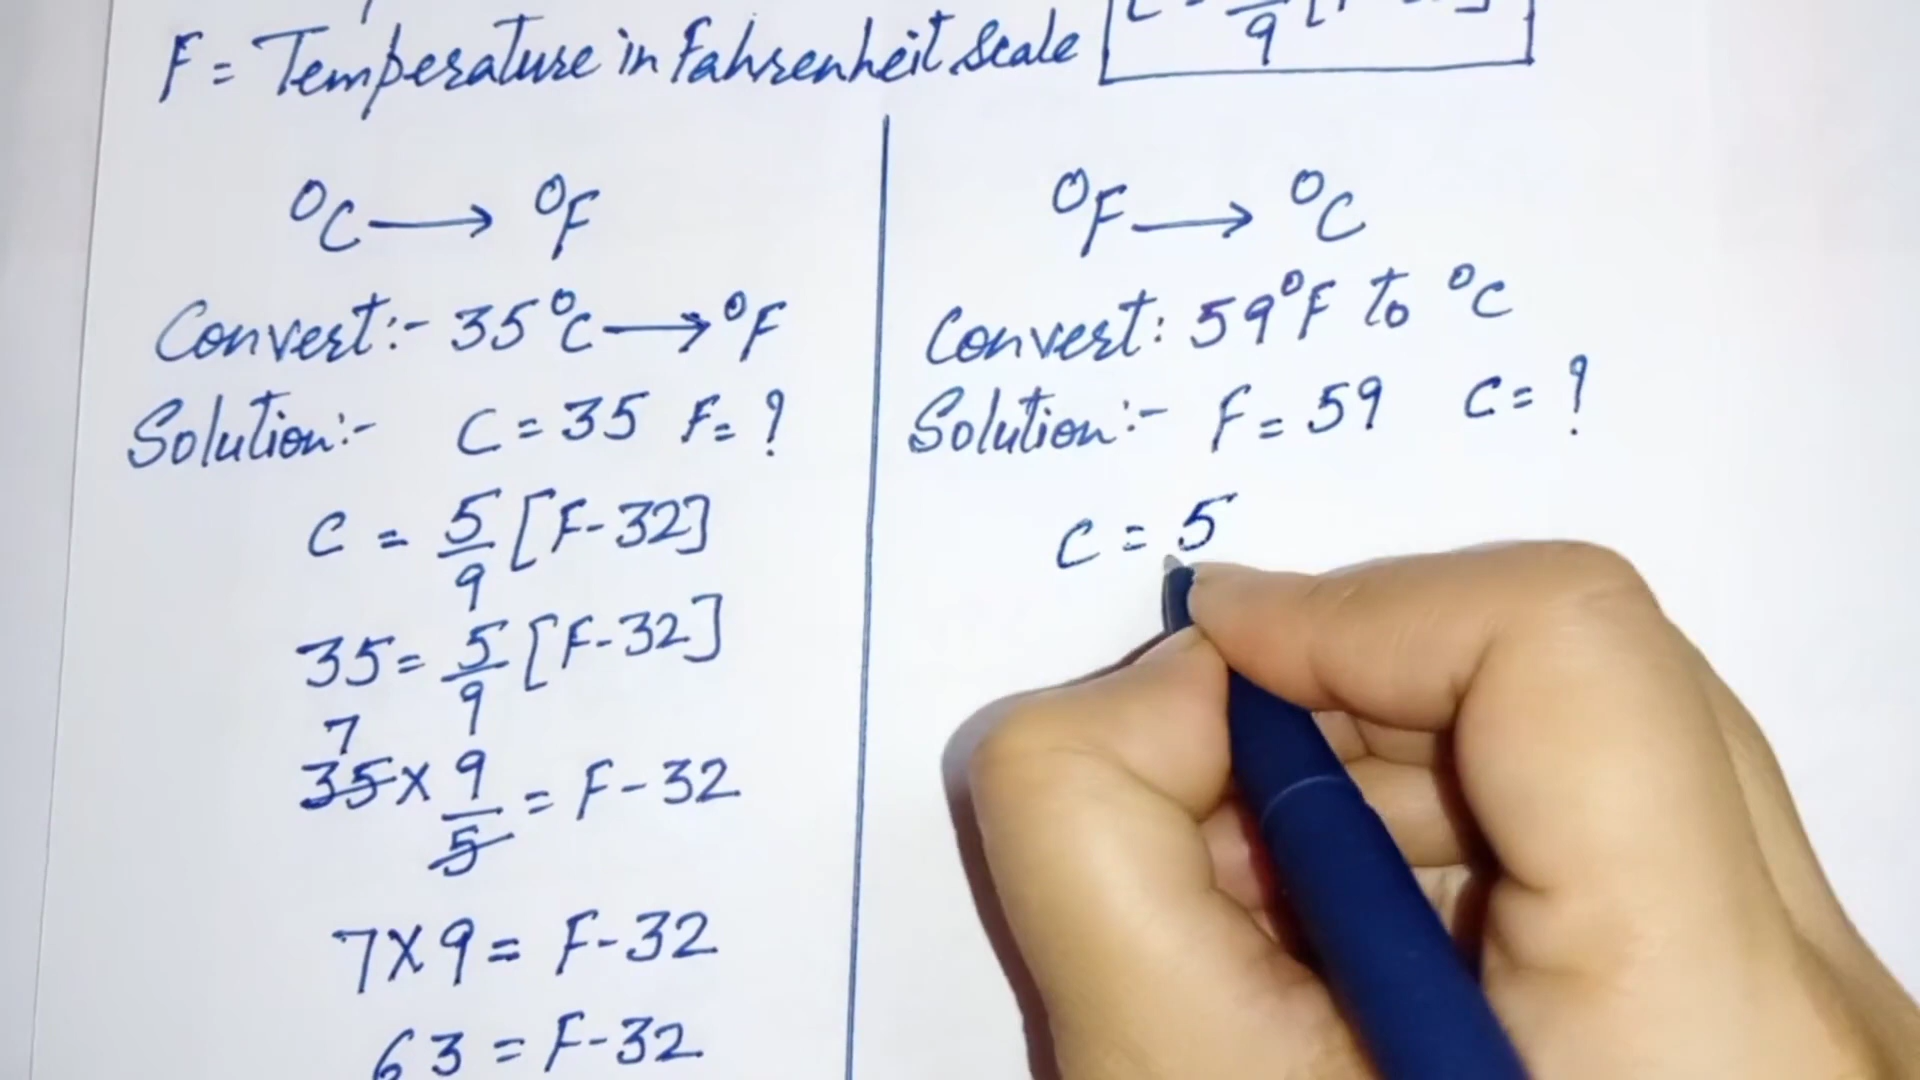 F = Temperature in Fahrenheit Scale
9
°C → °F
Convert:- 35°C → °F
Solution:- C = 35 F = ?
C = 5/9 [F-32]
35 = 5/9 [F-32]
7
35 × 9/5 = F - 32
7 × 9 = F - 32
63 = F - 32
°F → °C
Convert: 59°F to °C
Solution:- F = 59 C = ?
C = 5